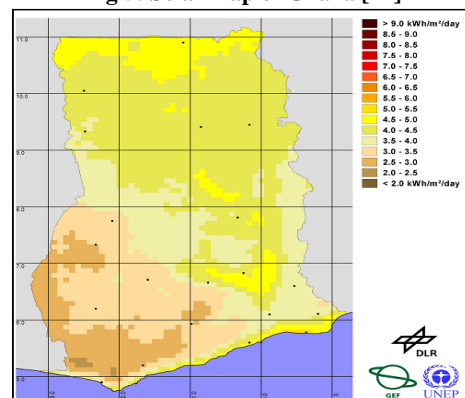 > 9.0 kWh/m²/day
8.5 - 9.0
8.0 - 8.5
7.5 - 8.0
7.0 - 7.5
6.5 - 7.0
6.0 - 6.5
5.5 - 6.0
5.0 - 5.5
4.5 - 5.0
4.0 - 4.5
3.5 - 4.0
3.0 - 3.5
2.5 - 3.0
2.0 - 2.5
< 2.0 kWh/m²/day
11.0
10.0
9.0
8.0
7.0
6.0
5.0
DLR
GEF
UNEP